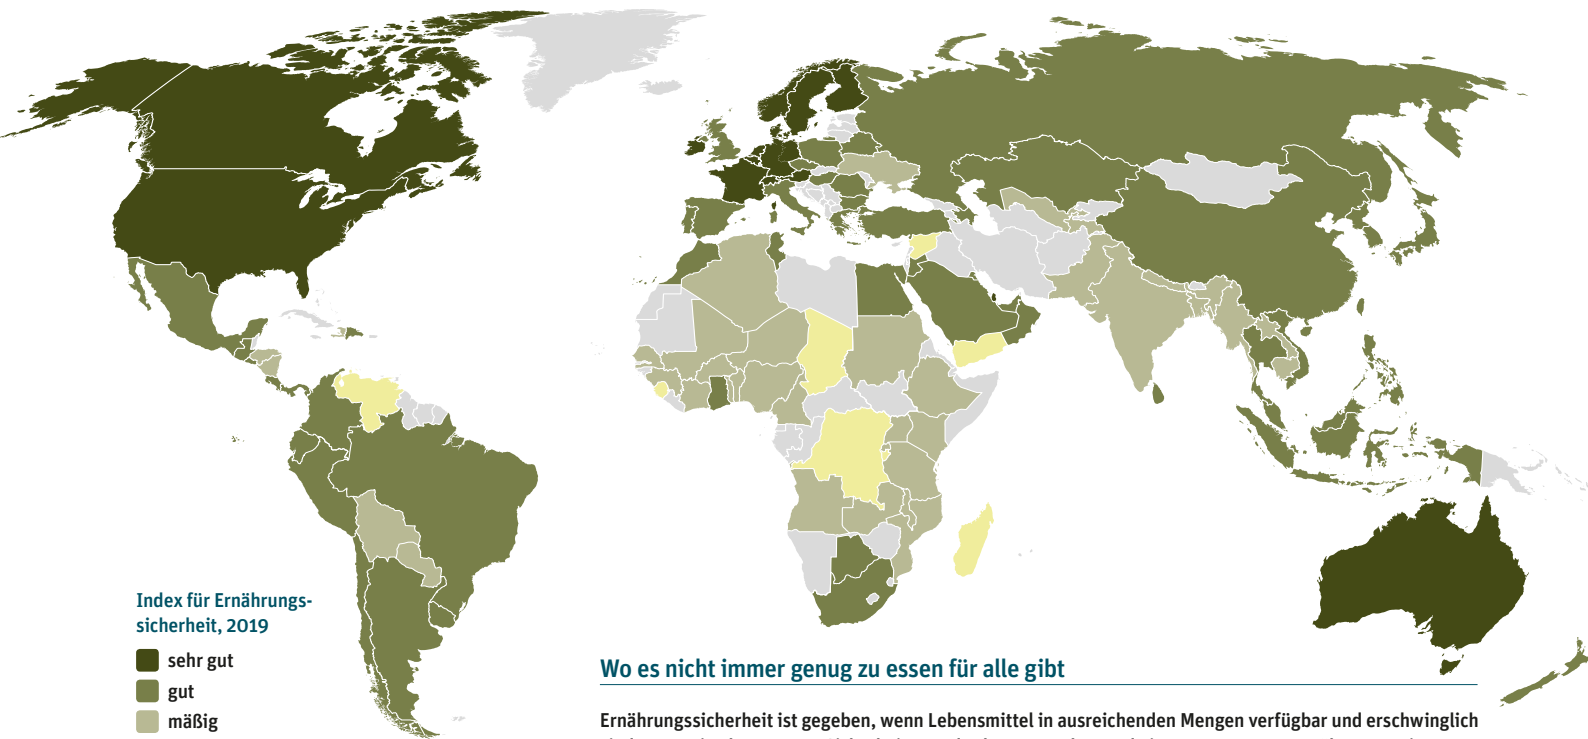 Index für Ernährungs-
sicherheit, 2019
sehr gut
gut
mäßig
Wo es nicht immer genug zu essen für alle gibt
Ernährungssicherheit ist gegeben, wenn Lebensmittel in ausreichenden Mengen verfügbar und erschwinglich